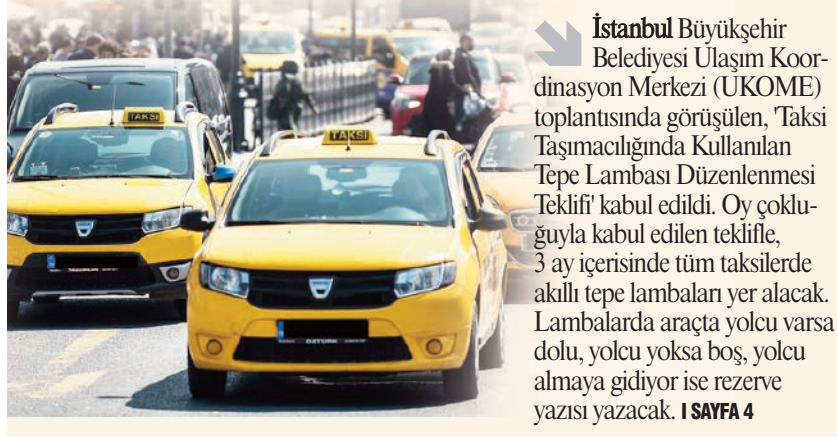 TAKSİ
TAKSİ
ÖZTÜRK
İstanbul Büyükşehir
Belediyesi Ulaşım Koor-
dinasyon Merkezi (UKOME)
toplantısında görüşülen, 'Taksi
Taşımacılığında Kullanılan
Tepe Lambası Düzenlenmesi
Teklifi' kabul edildi. Oy çoklu-
ğuyla kabul edilen teklifle,
3 ay içerisinde tüm taksilerde
akıllı tepe lambaları yer alacak.
Lambalarda araçta yolcu varsa
dolu, yolcu yoksa boş, yolcu
almaya gidiyor ise rezerve
yazısı yazacak. I SAYFA 4